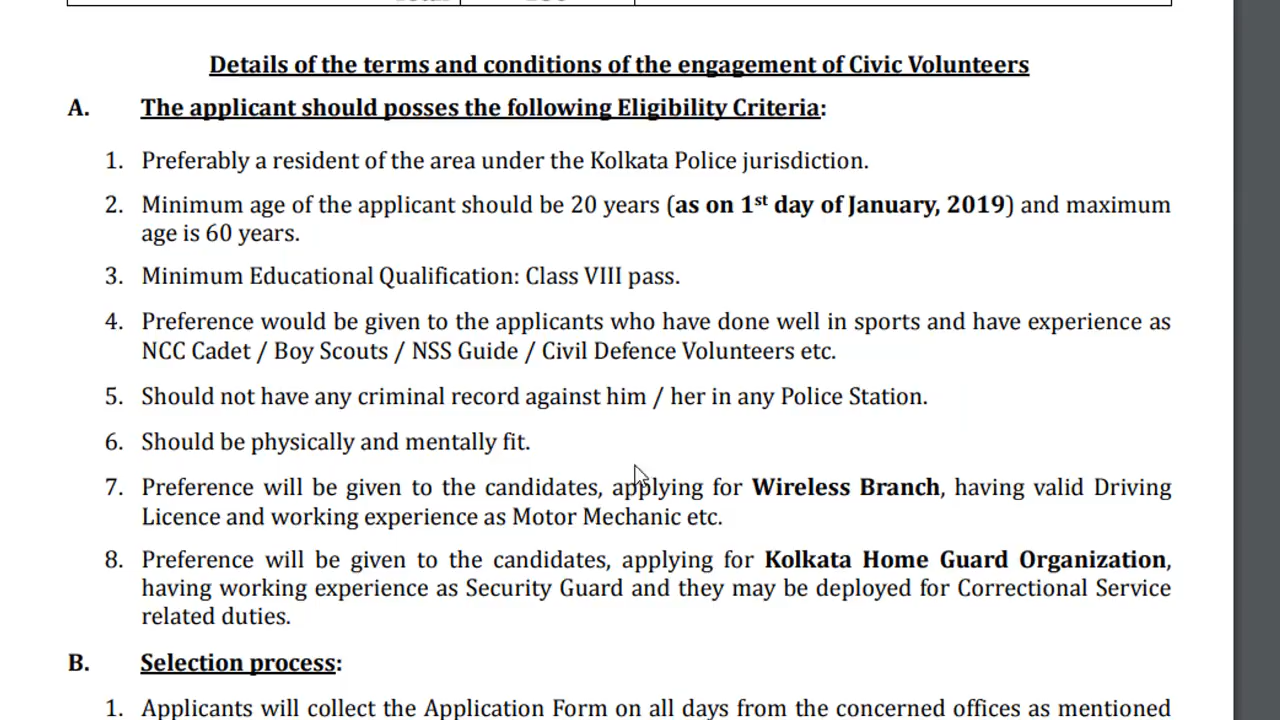 Details of the terms and conditions of the engagement of Civic Volunteers
A. The applicant should posses the following Eligibility Criteria:
1. Preferably a resident of the area under the Kolkata Police jurisdiction.
2. Minimum age of the applicant should be 20 years (as on 1st day of January, 2019) and maximum
age is 60 years.
3. Minimum Educational Qualification: Class VIII pass.
4. Preference would be given to the applicants who have done well in sports and have experience as
NCC Cadet / Boy Scouts / NSS Guide / Civil Defence Volunteers etc.
5. Should not have any criminal record against him / her in any Police Station.
6. Should be physically and mentally fit.
7. Preference will be given to the candidates, applying for Wireless Branch, having valid Driving
Licence and working experience as Motor Mechanic etc.
8. Preference will be given to the candidates, applying for Kolkata Home Guard Organization,
having working experience as Security Guard and they may be deployed for Correctional Service
related duties.
B. Selection process:
1. Applicants will collect the Application Form on all days from the concerned offices as mentioned